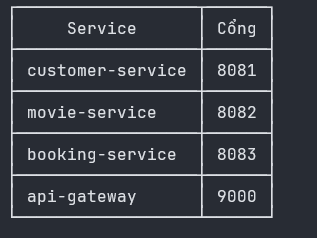 Service Cổng
customer-service 8081
movie-service 8082
booking-service 8083
api-gateway 9000